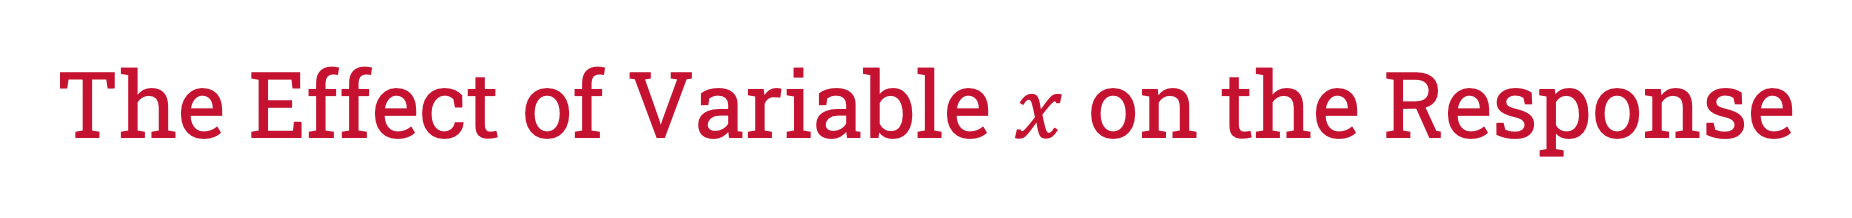 The Effect of Variable x on the Response